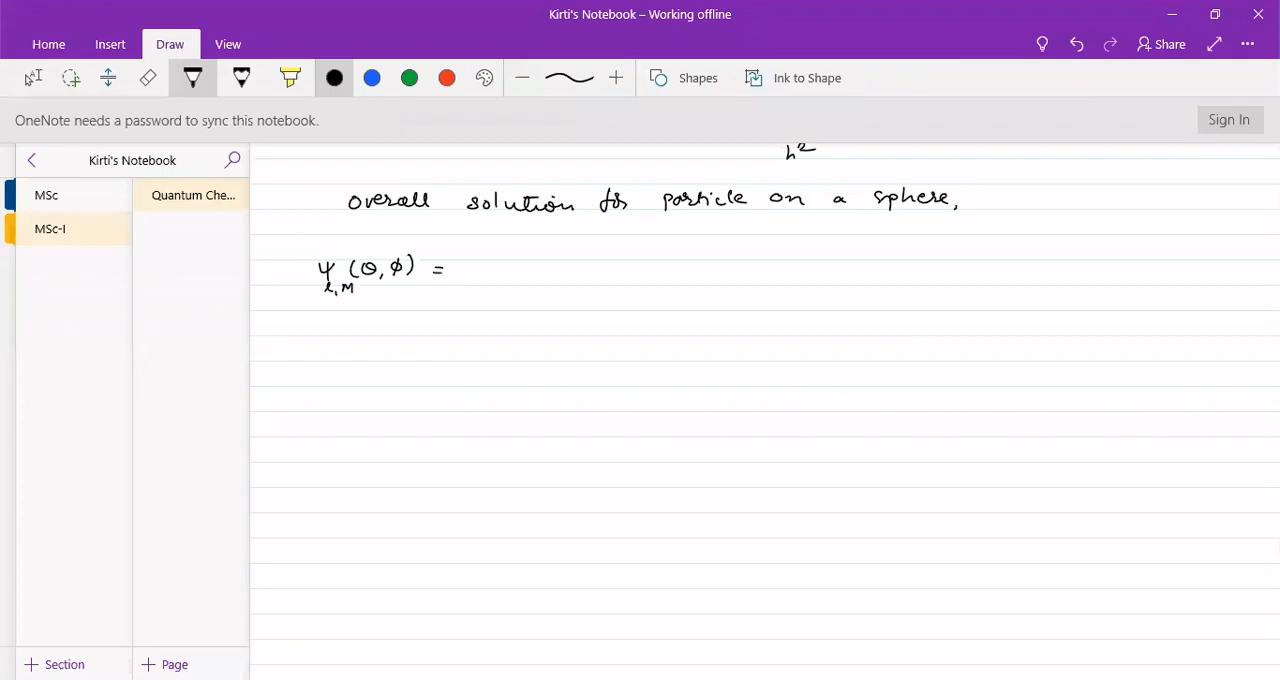 Kirti's Notebook – Working offline
Home Insert Draw View
Share
Shapes Ink to Shape
OneNote needs a password to sync this notebook. Sign In
Kirti's Notebook
MSc Quantum Che...
MSc-I
h²
overall solution for particle on a sphere,
Ψ (θ, φ) =
l, M
+ Section + Page